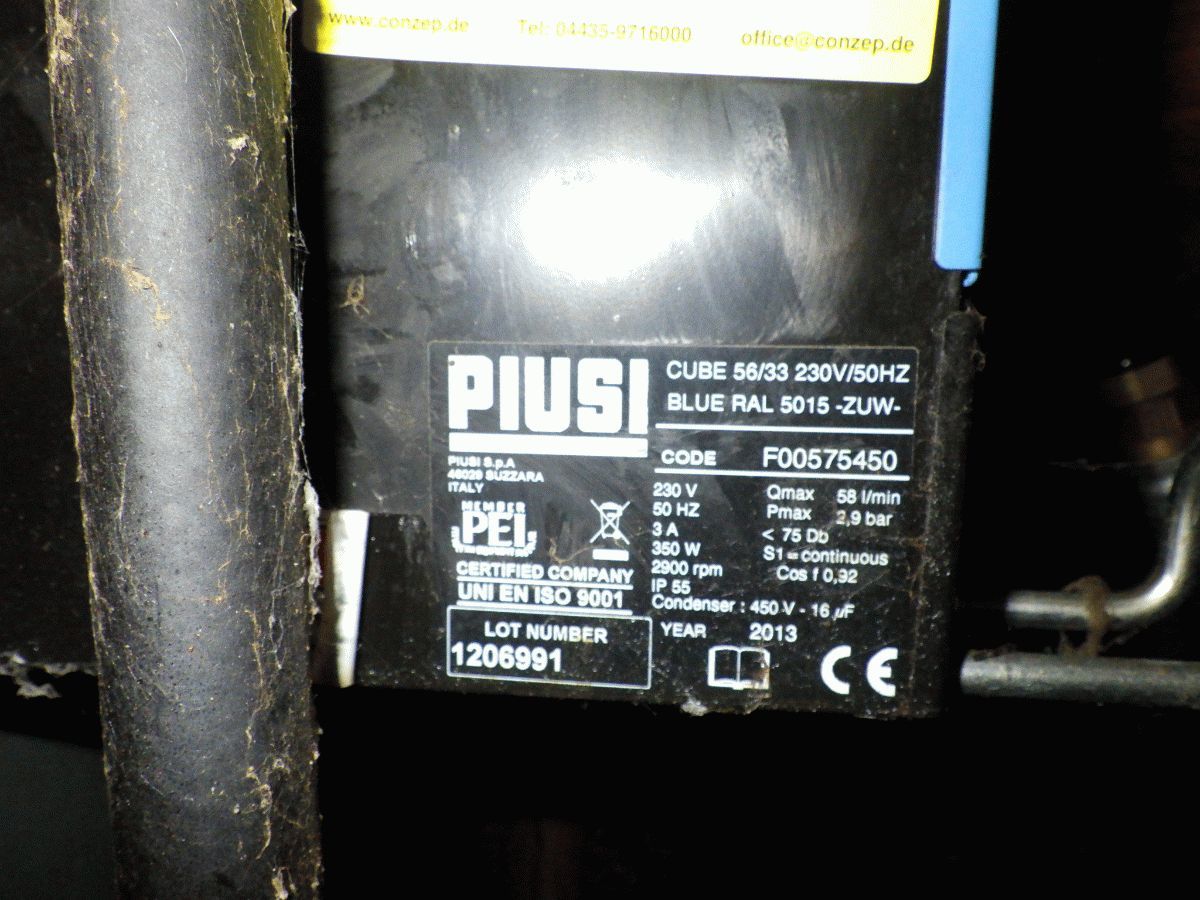 www.conzep.de Tel: 04435-9716000 office@conzep.de
PIUSI
CUBE 56/33 230V/50HZ
BLUE RAL 5015 -ZUW-
PIUSI S.p.A
46029 SUZZARA
ITALY
CODE F00575450
MEMBER
PEI
CERTIFIED COMPANY
UNI EN ISO 9001
LOT NUMBER
1206991
230 V
50 HZ
3 A
350 W
2900 rpm
IP 55
Qmax 58 l/min
Pmax 2,9 bar
< 75 Db
S1=continuous
Cos f 0,92
Condenser : 450 V - 16 µF
YEAR 2013
CE